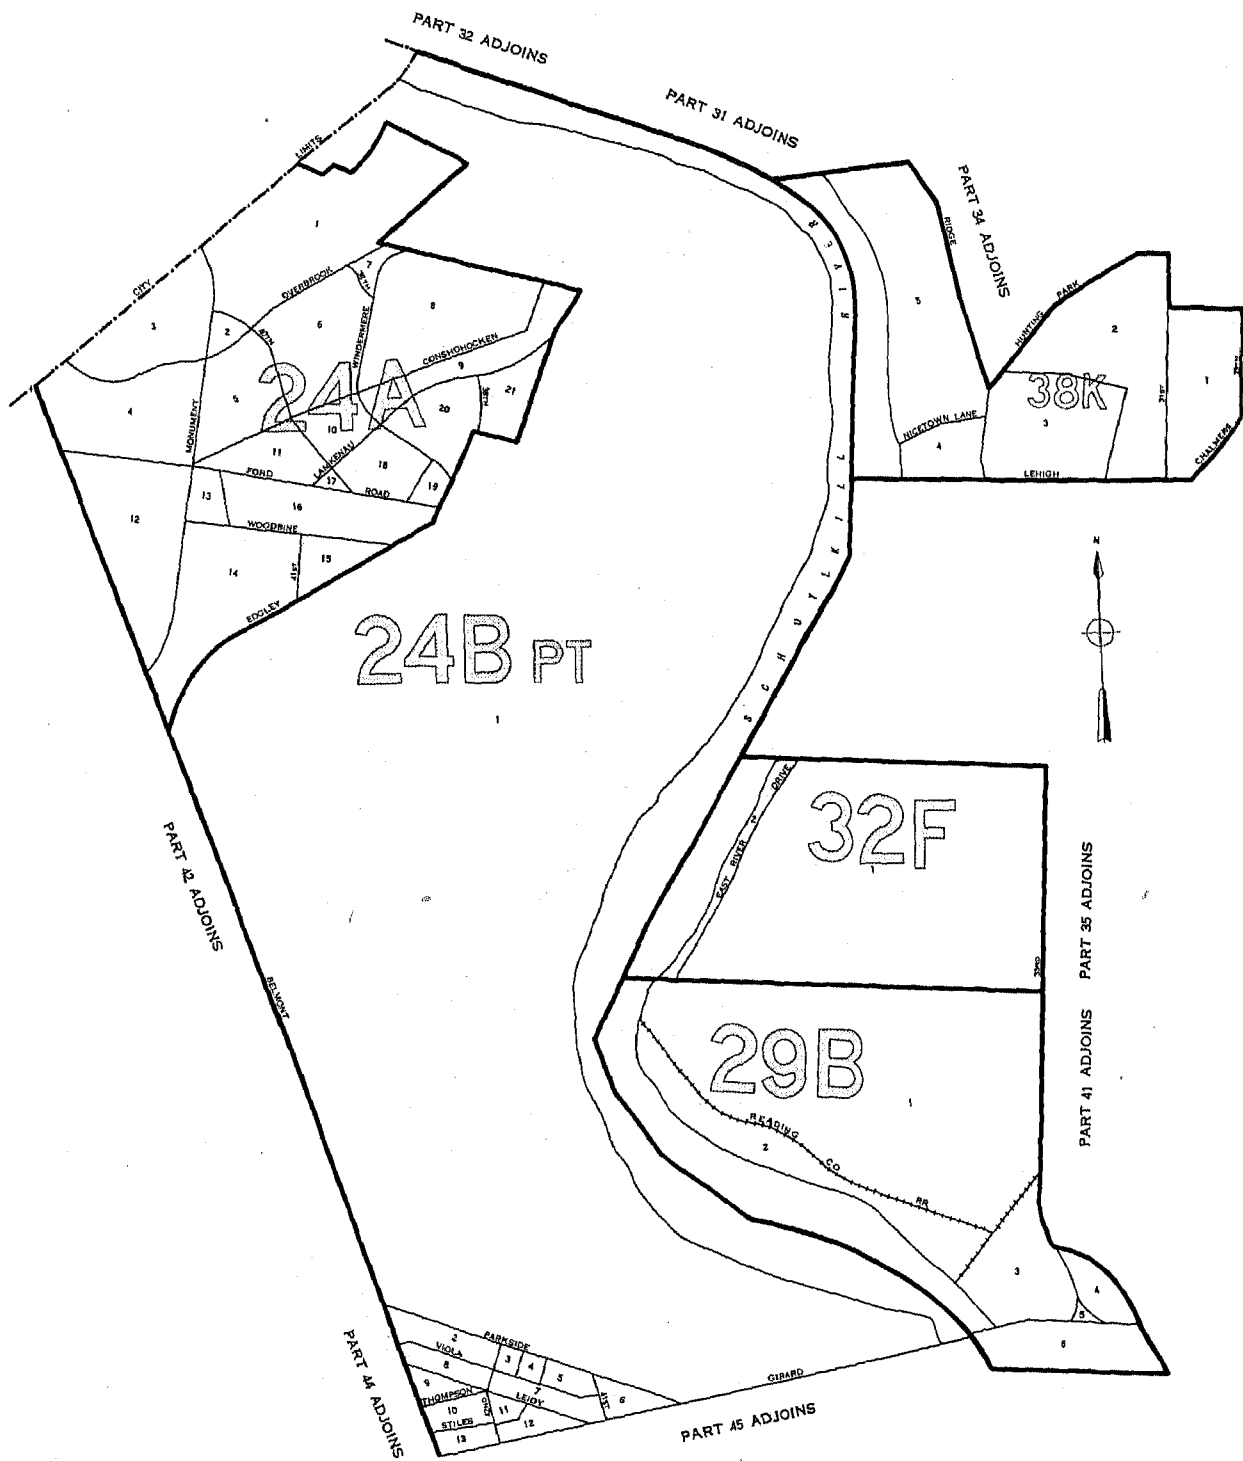 PART 32 ADJOINS
PART 31 ADJOINS
PART 34 ADJOINS
LIMITS
CITY
1
OVERBROOK
7
38TH
3
2
40TH
6
WINDERMERE
8
CONSHOHOCKEN
9
24A
4
MONUMENT
5
10
20
21
11
LANKENAU
18
19
FORD
17
ROAD
13
16
12
WOODBINE
14
41ST
15
EDGLEY
SCHUYLKILL RIVER
RIDGE
5
HUNTING PARK
2
1
38K
31ST
NICETOWN LANE
3
4
LEHIGH
CHALMERS
N
24B PT
1
EAST RIVER DRIVE
2
32F
1
33RD
PART 35 ADJOINS
PART 42 ADJOINS
BELMONT
29B
1
PART 41 ADJOINS
READING CO RR
2
3
4
5
6
PART 44 ADJOINS
2
PARKSIDE
VIOLA
3
4
5
8
9
7
6
THOMPSON
LEIDY
41ST
10
42ND
11
12
STILES
13
GIRARD
PART 45 ADJOINS